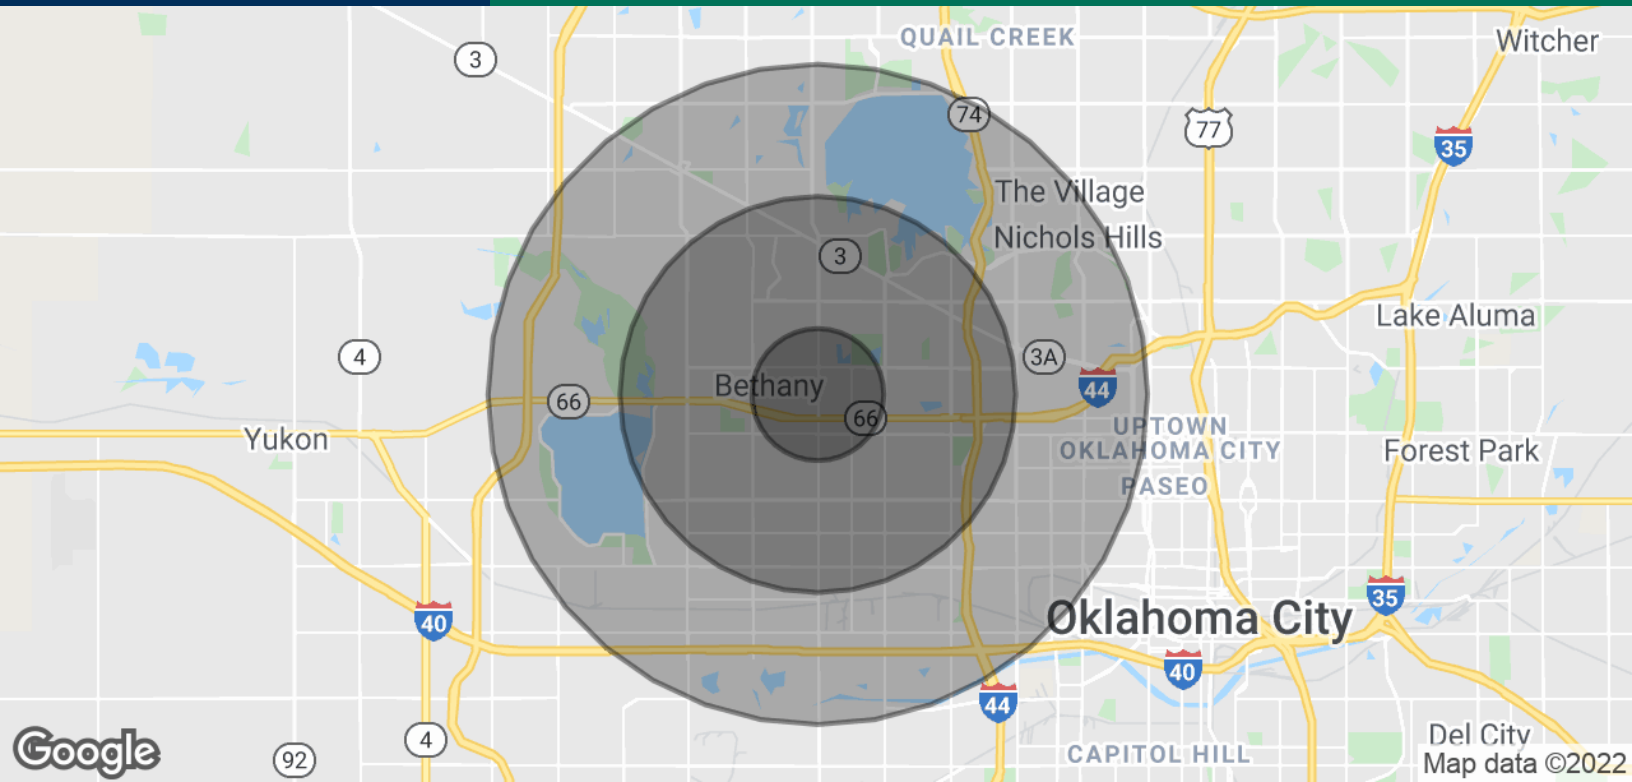 QUAIL CREEK
Witcher
3
74
77
35
The Village
Nichols Hills
3
Lake Aluma
4
3A
Bethany
44
66
66
UPTOWN
OKLAHOMA CITY
Yukon
Forest Park
PASEO
35
40
Oklahoma City
40
44
Del City
4
Google
92
CAPITOL HILL
Map data ©2022